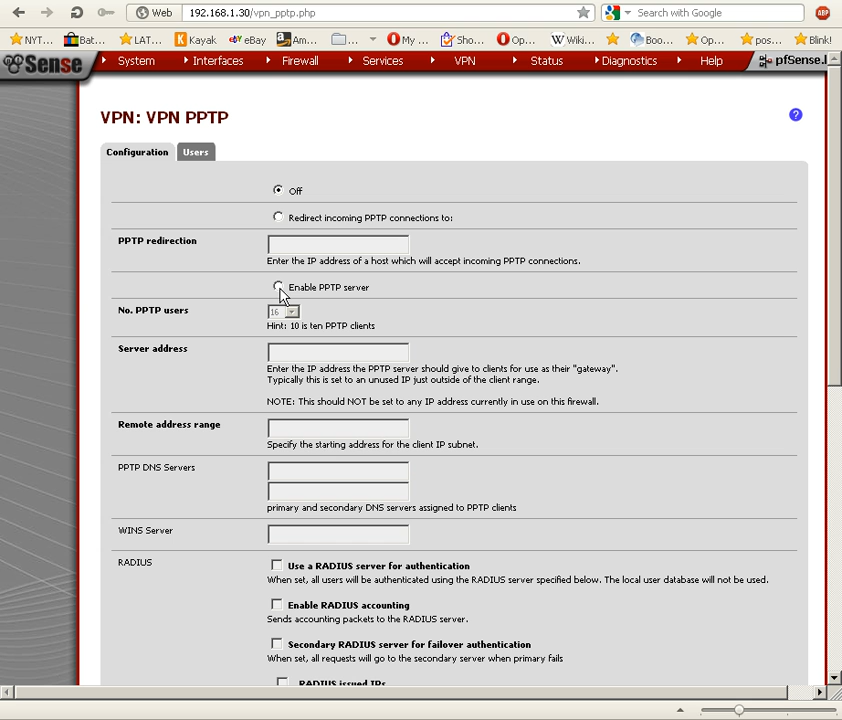 Web 192.168.1.30/vpn_pptp.php Search with Google ABP
NYT... Bat... LAT... Kayak eBay Am... ... My ... Sho... Op... Wiki... Boo... Op... pos... Blink!
Sense System Interfaces Firewall Services VPN Status Diagnostics Help pfSense.l
VPN: VPN PPTP ?
Configuration Users
Off
Redirect incoming PPTP connections to:
PPTP redirection
Enter the IP address of a host which will accept incoming PPTP connections.
Enable PPTP server
No. PPTP users 16
Hint: 10 is ten PPTP clients
Server address
Enter the IP address the PPTP server should give to clients for use as their "gateway".
Typically this is set to an unused IP just outside of the client range.
NOTE: This should NOT be set to any IP address currently in use on this firewall.
Remote address range
Specify the starting address for the client IP subnet.
PPTP DNS Servers
primary and secondary DNS servers assigned to PPTP clients
WINS Server
RADIUS
Use a RADIUS server for authentication
When set, all users will be authenticated using the RADIUS server specified below. The local user database will not be used.
Enable RADIUS accounting
Sends accounting packets to the RADIUS server.
Secondary RADIUS server for failover authentication
When set, all requests will go to the secondary server when primary fails
RADIUS issued IPs